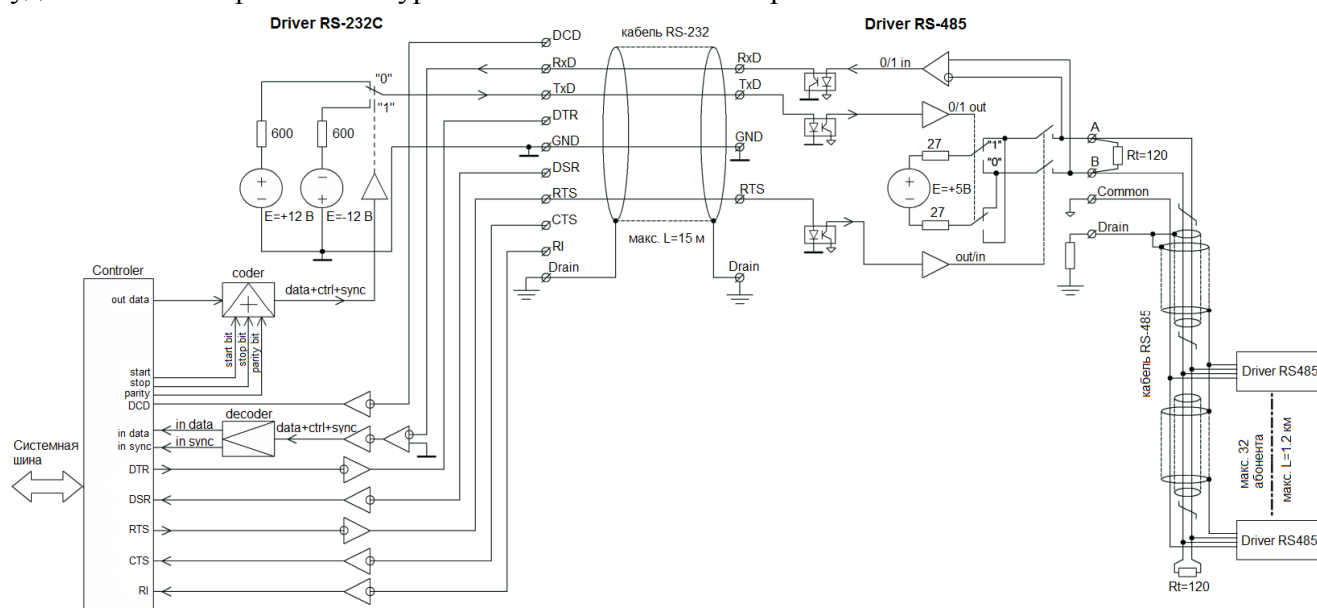 Driver RS-232C
Driver RS-485
DCD
кабель RS-232
RxD
RxD
0/1 in
"0"
TxD
TxD
"1"
0/1 out
600
600
DTR
A
GND
GND
27
"1"
"0"
Rt=120
B
DSR
E=+5В
Common
E=+12 В
E=-12 В
RTS
RTS
27
CTS
макс. L=15 м
Drain
RI
out/in
Controler
coder
Drain
Drain
out data
data+ctrl+sync
start bit
stop bit
parity bit
кабель RS-485
start
stop
parity
DCD
Driver RS485
decoder
in data
in data
data+ctrl+sync
in sync
in sync
Системная
шина
DTR
макс. 32
абонента
макс. L=1.2 км
DSR
RTS
Driver RS485
CTS
RI
Rt=120